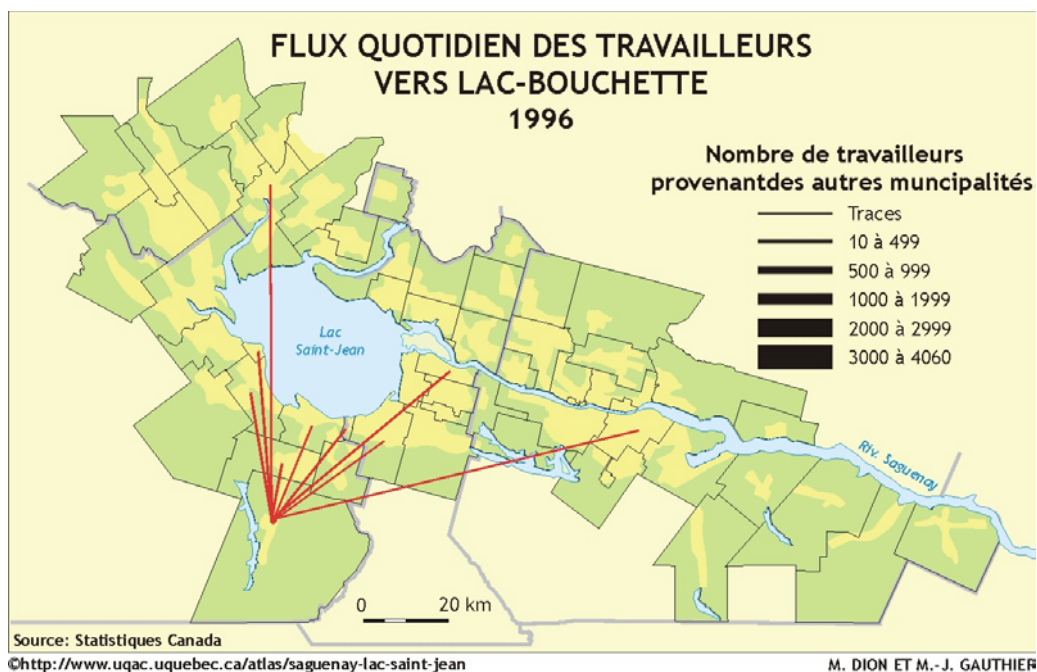 FLUX QUOTIDIEN DES TRAVAILLEURS
VERS LAC-BOUCHETTE
1996
Nombre de travailleurs
provenantdes autres muncipalités
Traces
10 à 499
500 à 999
1000 à 1999
2000 à 2999
3000 à 4060
Lac
Saint-Jean
Riv. Saguenay
0 20 km
Source: Statistiques Canada
©http://www.uqac.uquebec.ca/atlas/saguenay-lac-saint-jean
M. DION ET M.-J. GAUTHIER